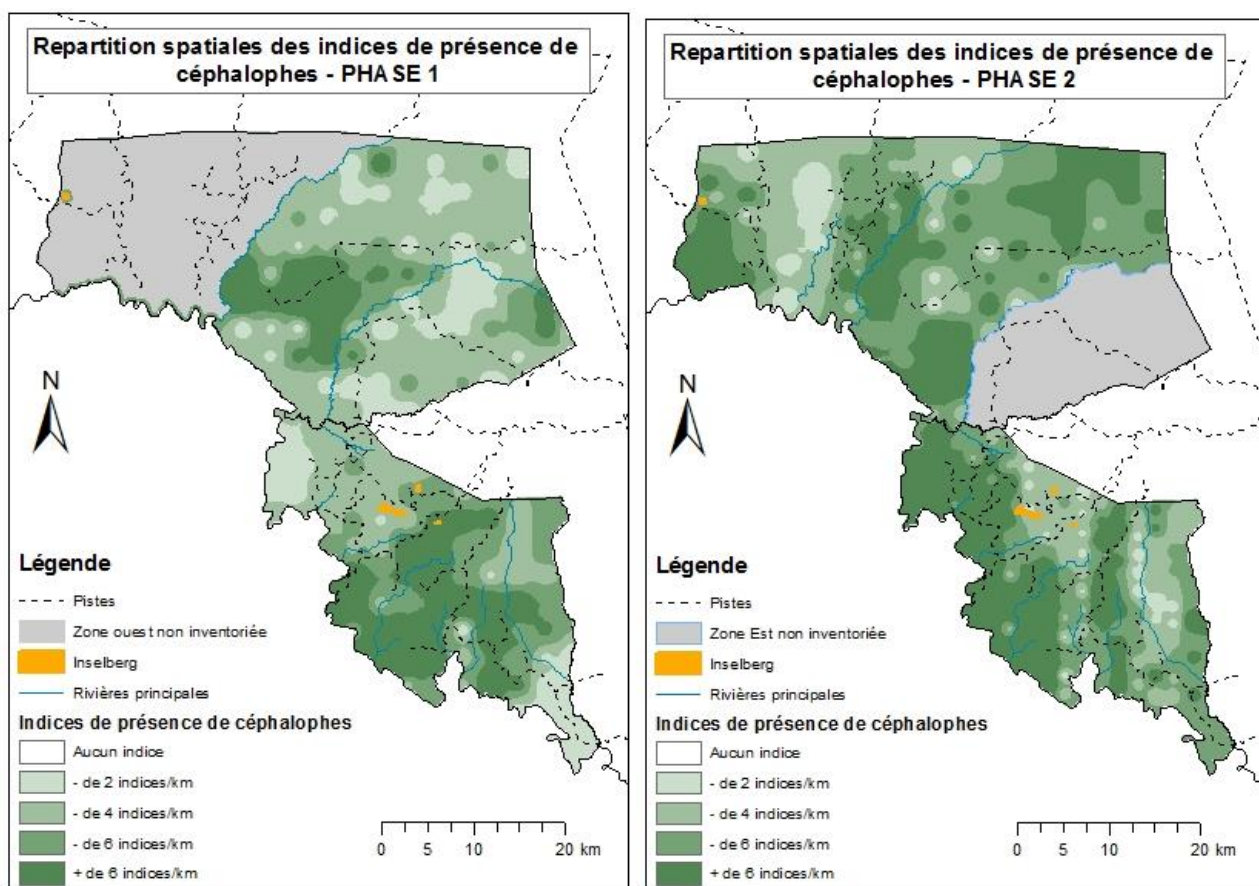 Repartition spatiales des indices de présence de
céphalophes - PHASE 1
N
Légende
Pistes
Zone ouest non inventoriée
Inselberg
Rivières principales
Indices de présence de céphalophes
Aucun indice
- de 2 indices/km
- de 4 indices/km
- de 6 indices/km
+ de 6 indices/km
0 5 10 20 km
Repartition spatiales des indices de présence de
céphalophes - PHASE 2
N
Légende
Pistes
Zone Est non inventoriée
Inselberg
Rivières principales
Indices de présence de céphalophes
Aucun indice
- de 2 indices/km
- de 4 indices/km
- de 6 indices/km
+ de 6 indices/km
0 5 10 20 km